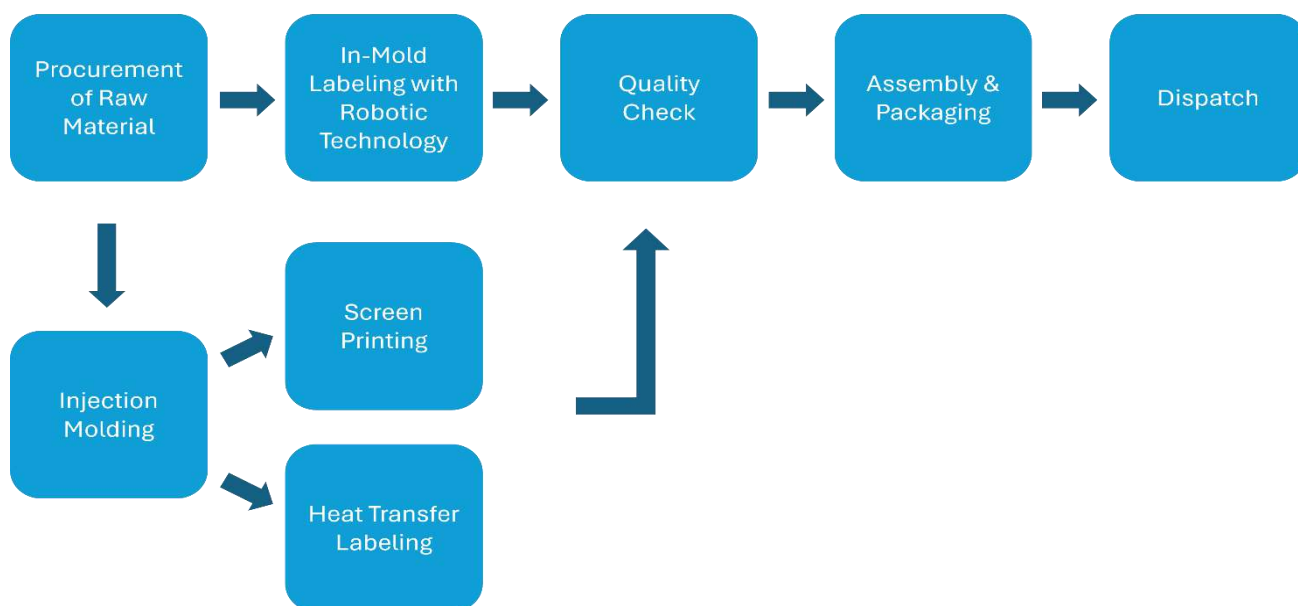 Procurement
of Raw
Material
In-Mold
Labeling with
Robotic
Technology
Quality
Check
Assembly &
Packaging
Dispatch
Screen
Printing
Injection
Molding
Heat Transfer
Labeling